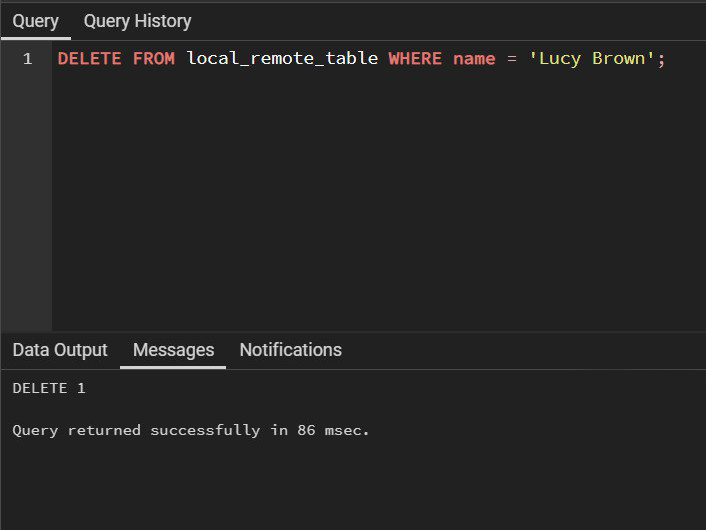 Query Query History
1 DELETE FROM local_remote_table WHERE name = 'Lucy Brown';
Data Output Messages Notifications
DELETE 1
Query returned successfully in 86 msec.